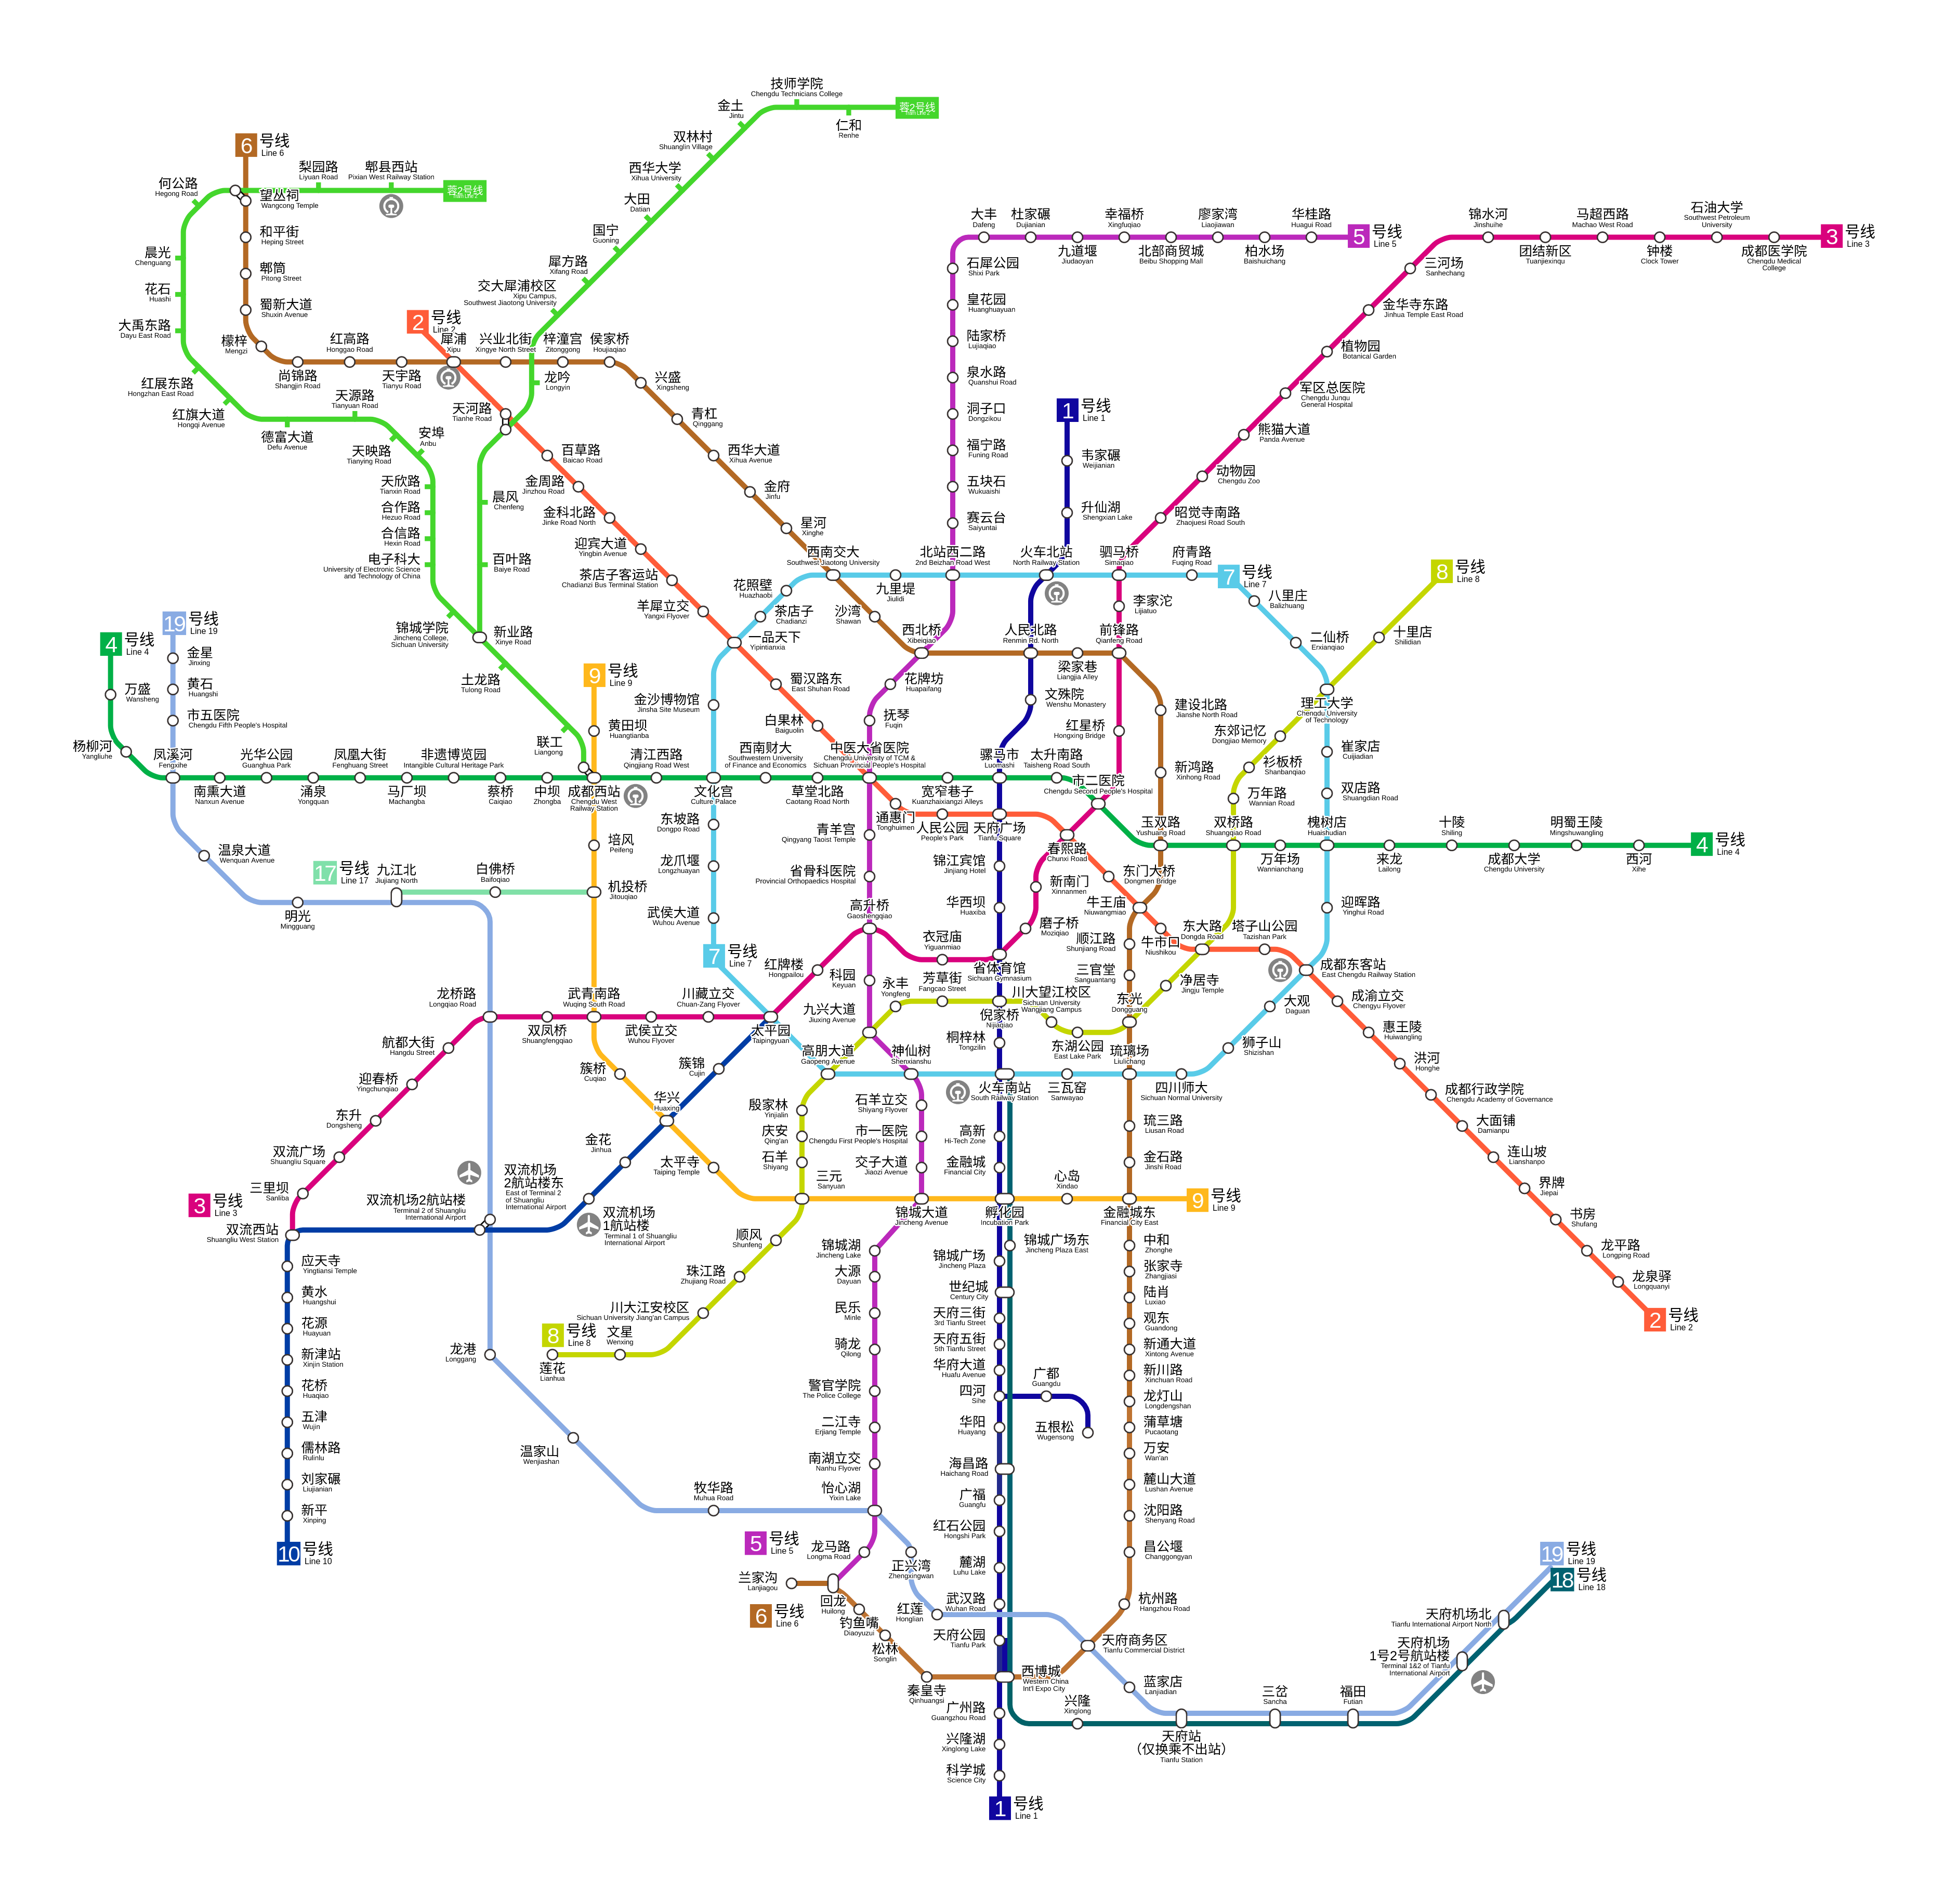 技师学院
Chengdu Technicians College
金土
Jintu
蓉2号线
仁和
Renhe
双林村
Shuanglin Village
6
号线
Line 6
西华大学
Xihua University
梨园路
Liyuan Road
郫县西站
Pixian West Railway Station
蓉2号线
何公路
Hegong Road
望丛祠
Wangcong Temple
大田
Datian
国宁
Guoning
和平街
Heping Street
晨光
Chenguang
犀方路
Xifang Road
郫筒
Pitong Street
花石
Huashi
交大犀浦校区
Xipu Campus,
Southwest Jiaotong University
蜀新大道
Shuxin Avenue
大禹东路
Dayu East Road
2
号线
Line 2
檬梓
Mengzi
红高路
Honggao Road
犀浦
Xipu
兴业北街
Xingye North Street
梓潼宫
Zitonggong
侯家桥
Houjiaqiao
尚锦路
Shangjin Road
天宇路
Tianyu Road
龙吟
Longyin
兴盛
Xingsheng
红展东路
Hongzhan East Road
天源路
Tianyuan Road
天河路
Tianhe Road
青杠
Qinggang
红旗大道
Hongqi Avenue
德富大道
Defu Avenue
安埠
Anbu
天映路
Tianying Road
百草路
Baicao Road
西华大道
Xihua Avenue
天欣路
Tianxin Road
晨风
Chenfeng
金周路
Jinzhou Road
金府
Jinfu
合作路
Hezuo Road
金科北路
Jinke Road North
星河
Xinghe
合信路
Hexin Road
迎宾大道
Yingbin Avenue
电子科大
University of Electronic Science
and Technology of China
百叶路
Baiye Road
茶店子客运站
Chadianzi Bus Terminal Station
羊犀立交
Yangxi Flyover
锦城学院
Jincheng College,
Sichuan University
新业路
Xinye Road
土龙路
Tulong Road
联工
Liangong
大丰
Dafeng
杜家碾
Dujianian
九道堰
Jiudaoyan
幸福桥
Xingfuqiao
北部商贸城
Beibu Shopping Mall
廖家湾
Liaojiawan
柏水场
Baishuichang
华桂路
Huagui Road
5
号线
Line 5
锦水河
Jinshuihe
团结新区
Tuanjiexinqu
马超西路
Machao West Road
钟楼
Clock Tower
石油大学
Southwest Petroleum
University
成都医学院
Chengdu Medical
College
3
号线
Line 3
石犀公园
Shixi Park
三河场
Sanhechang
皇花园
Huanghuayuan
金华寺东路
Jinhua Temple East Road
陆家桥
Lujiaqiao
植物园
Botanical Garden
泉水路
Quanshui Road
军区总医院
Chengdu Junqu
General Hospital
洞子口
Dongzikou
1
号线
Line 1
熊猫大道
Panda Avenue
福宁路
Funing Road
韦家碾
Weijianian
动物园
Chengdu Zoo
五块石
Wukuaishi
升仙湖
Shengxian Lake
昭觉寺南路
Zhaojuesi Road South
赛云台
Saiyuntai
西南交大
Southwest Jiaotong University
九里堤
Jiulidi
北站西二路
2nd Beizhan Road West
火车北站
North Railway Station
驷马桥
Simaqiao
府青路
Fuqing Road
7
号线
Line 7
8
号线
Line 8
花照壁
Huazhaobi
茶店子
Chadianzi
沙湾
Shawan
李家沱
Lijiatuo
八里庄
Balizhuang
一品天下
Yipintianxia
西北桥
Xibeiqiao
人民北路
Renmin Rd. North
前锋路
Qianfeng Road
二仙桥
Erxianqiao
十里店
Shilidian
梁家巷
Liangjia Alley
蜀汉路东
East Shuhan Road
花牌坊
Huapaifang
文殊院
Wenshu Monastery
建设北路
Jianshe North Road
理工大学
Chengdu University
of Technology
金沙博物馆
Jinsha Site Museum
白果林
Baiguolin
抚琴
Fuqin
红星桥
Hongxing Bridge
东郊记忆
Dongjiao Memory
崔家店
Cuijiadian
19
号线
Line 19
4
号线
Line 4
金星
Jinxing
万盛
Wansheng
黄石
Huangshi
市五医院
Chengdu Fifth People's Hospital
9
号线
Line 9
黄田坝
Huangtianba
杨柳河
Yangliuhe
凤溪河
Fengxihe
南熏大道
Nanxun Avenue
光华公园
Guanghua Park
涌泉
Yongquan
凤凰大街
Fenghuang Street
马厂坝
Machangba
非遗博览园
Intangible Cultural Heritage Park
蔡桥
Caiqiao
中坝
Zhongba
成都西站
Chengdu West
Railway Station
清江西路
Qingjiang Road West
文化宫
Culture Palace
西南财大
Southwestern University
of Finance and Economics
草堂北路
Caotang Road North
中医大省医院
Chengdu University of TCM &
Sichuan Provincial People's Hospital
宽窄巷子
Kuanzhaixiangzi Alleys
骡马市
Luomashi
太升南路
Taisheng Road South
市二医院
Chengdu Second People's Hospital
新鸿路
Xinhong Road
衫板桥
Shanbanqiao
万年路
Wannian Road
双店路
Shuangdian Road
通惠门
Tonghuimen
人民公园
People's Park
天府广场
Tianfu Square
春熙路
Chunxi Road
玉双路
Yushuang Road
双桥路
Shuangqiao Road
万年场
Wannianchang
槐树店
Huaishudian
来龙
Lailong
十陵
Shiling
成都大学
Chengdu University
明蜀王陵
Mingshuwangling
西河
Xihe
4
号线
Line 4
东坡路
Dongpo Road
青羊宫
Qingyang Taoist Temple
培风
Peifeng
温泉大道
Wenquan Avenue
17
号线
Line 17
九江北
Jiujiang North
白佛桥
Baifoqiao
机投桥
Jitouqiao
龙爪堰
Longzhuayan
省骨科医院
Provincial Orthopaedics Hospital
锦江宾馆
Jinjiang Hotel
新南门
Xinnanmen
东门大桥
Dongmen Bridge
明光
Mingguang
武侯大道
Wuhou Avenue
高升桥
Gaoshengqiao
华西坝
Huaxiba
磨子桥
Moziqiao
牛王庙
Niuwangmiao
迎晖路
Yinghui Road
7
号线
Line 7
衣冠庙
Yiguanmiao
省体育馆
Sichuan Gymnasium
顺江路
Shunjiang Road
牛市口
Niushikou
东大路
Dongda Road
塔子山公园
Tazishan Park
成都东客站
East Chengdu Railway Station
红牌楼
Hongpailou
科园
Keyuan
永丰
Yongfeng
芳草街
Fangcao Street
三官堂
Sanguantang
净居寺
Jingju Temple
成渝立交
Chengyu Flyover
龙桥路
Longqiao Road
双凤桥
Shuangfengqiao
武青南路
Wuqing South Road
武侯立交
Wuhou Flyover
川藏立交
Chuan-Zang Flyover
太平园
Taipingyuan
九兴大道
Jiuxing Avenue
倪家桥
Nijiaqiao
川大望江校区
Sichuan University
Wangjiang Campus
东湖公园
East Lake Park
东光
Dongguang
大观
Daguan
惠王陵
Huiwangling
航都大街
Hangdu Street
簇桥
Cuqiao
簇锦
Cujin
高朋大道
Gaopeng Avenue
神仙树
Shenxianshu
桐梓林
Tongzilin
火车南站
South Railway Station
三瓦窑
Sanwayao
琉璃场
Liulichang
四川师大
Sichuan Normal University
狮子山
Shizishan
洪河
Honghe
迎春桥
Yingchunqiao
成都行政学院
Chengdu Academy of Governance
东升
Dongsheng
华兴
Huaxing
殷家林
Yinjialin
石羊立交
Shiyang Flyover
琉三路
Liusan Road
大面铺
Damianpu
双流广场
Shuangliu Square
金花
Jinhua
庆安
Qing'an
市一医院
Chengdu First People's Hospital
高新
Hi-Tech Zone
连山坡
Lianshanpo
三里坝
Sanliba
太平寺
Taiping Temple
石羊
Shiyang
交子大道
Jiaozi Avenue
金融城
Financial City
金石路
Jinshi Road
界牌
Jiepai
3
号线
Line 3
双流机场2航站楼
Terminal 2 of Shuangliu
International Airport
双流机场
2航站楼东
East of Terminal 2
of Shuangliu
International Airport
双流机场
1航站楼
Terminal 1 of Shuangliu
International Airport
三元
Sanyuan
锦城大道
Jincheng Avenue
孵化园
Incubation Park
心岛
Xindao
金融城东
Financial City East
9
号线
Line 9
书房
Shufang
双流西站
Shuangliu West Station
顺风
Shunfeng
锦城湖
Jincheng Lake
锦城广场
Jincheng Plaza
锦城广场东
Jincheng Plaza East
中和
Zhonghe
龙平路
Longping Road
应天寺
Yingtiansi Temple
珠江路
Zhujiang Road
大源
Dayuan
张家寺
Zhangjiasi
龙泉驿
Longquanyi
黄水
Huangshui
川大江安校区
Sichuan University Jiang'an Campus
民乐
Minle
世纪城
Century City
陆肖
Luxiao
2
号线
Line 2
花源
Huayuan
8
号线
Line 8
文星
Wenxing
莲花
Lianhua
天府三街
3rd Tianfu Street
观东
Guandong
新津站
Xinjin Station
龙港
Longgang
骑龙
Qilong
天府五街
5th Tianfu Street
新通大道
Xintong Avenue
花桥
Huaqiao
警官学院
The Police College
华府大道
Huafu Avenue
广都
Guangdu
新川路
Xinchuan Road
四河
Sihe
龙灯山
Longdengshan
五津
Wujin
温家山
Wenjiashan
二江寺
Erjiang Temple
华阳
Huayang
五根松
Wugensong
蒲草塘
Pucaotang
儒林路
Rulinlu
南湖立交
Nanhu Flyover
海昌路
Haichang Road
万安
Wan'an
刘家碾
Liujianian
牧华路
Muhua Road
怡心湖
Yixin Lake
广福
Guangfu
麓山大道
Lushan Avenue
新平
Xinping
红石公园
Hongshi Park
沈阳路
Shenyang Road
10
号线
Line 10
5
号线
Line 5
龙马路
Longma Road
正兴湾
Zhengxingwan
麓湖
Luhu Lake
昌公堰
Changgongyan
兰家沟
Lanjiagou
回龙
Huilong
红莲
Honglian
武汉路
Wuhan Road
杭州路
Hangzhou Road
6
号线
Line 6
钓鱼嘴
Diaoyuzui
松林
Songlin
天府公园
Tianfu Park
天府商务区
Tianfu Commercial District
19
号线
Line 19
18
号线
Line 18
天府机场北
Tianfu International Airport North
天府机场
1号2号航站楼
Terminal 1&2 of Tianfu
International Airport
秦皇寺
Qinhuangsi
西博城
Western China
Int'l Expo City
蓝家店
Lanjiadian
广州路
Guangzhou Road
兴隆
Xinglong
天府站
(仅换乘不出站)
Tianfu Station
三岔
Sancha
福田
Futian
兴隆湖
Xinglong Lake
科学城
Science City
1
号线
Line 1